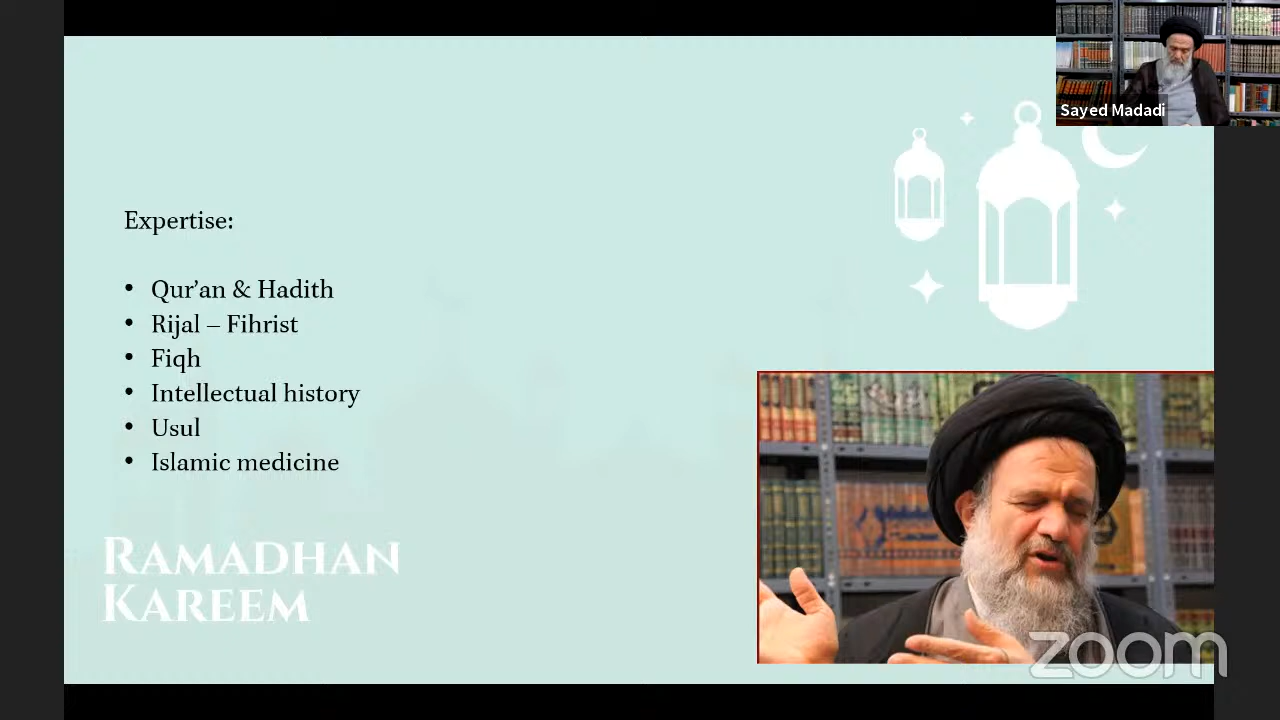 Sayed Madadi
Expertise:
• Qur’an & Hadith
• Rijal – Fihrist
• Fiqh
• Intellectual history
• Usul
• Islamic medicine
RAMADHAN
KAREEM
zoom